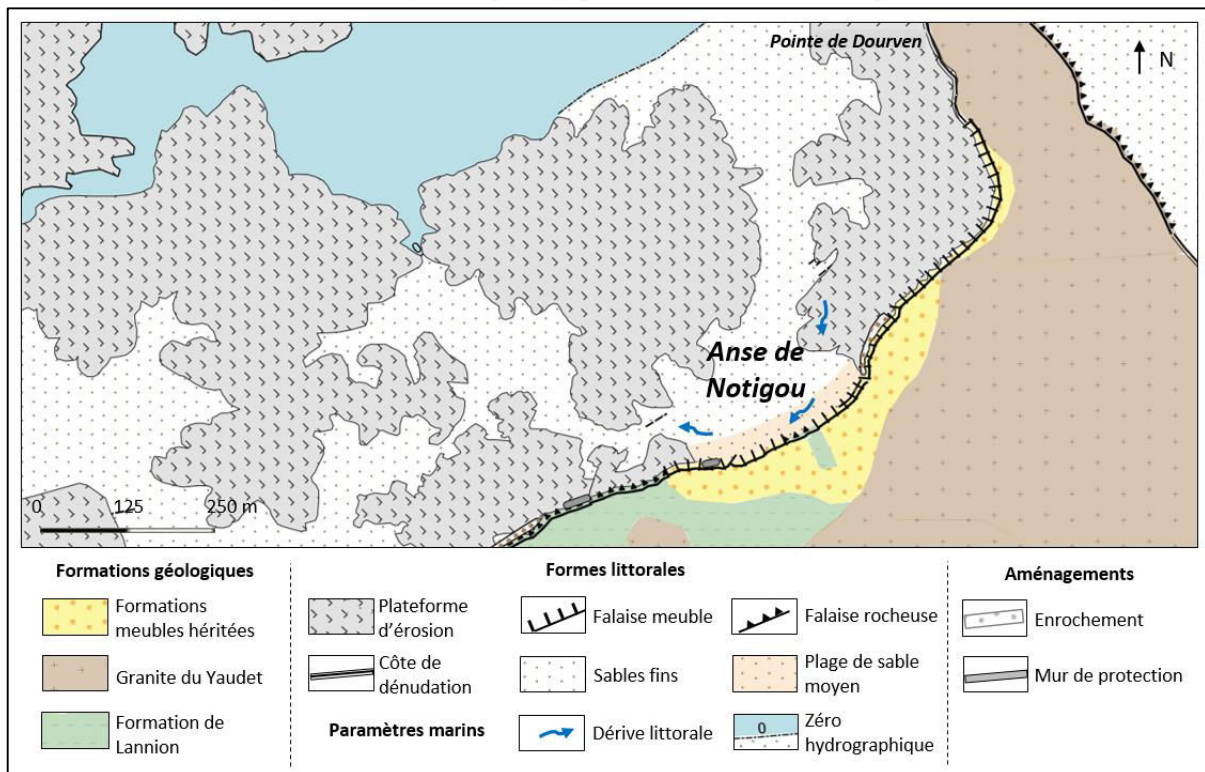 Pointe de Dourven
N
0
Anse de
Notigou
0 125 250 m
Formations géologiques
Formations
meubles héritées
Granite du Yaudet
Formation de
Lannion
Formes littorales
Plateforme
d'érosion
Falaise meuble
Falaise rocheuse
Côte de
dénudation
Sables fins
Plage de sable
moyen
Paramètres marins
Dérive littorale
0
Zéro
hydrographique
Aménagements
Enrochement
Mur de protection